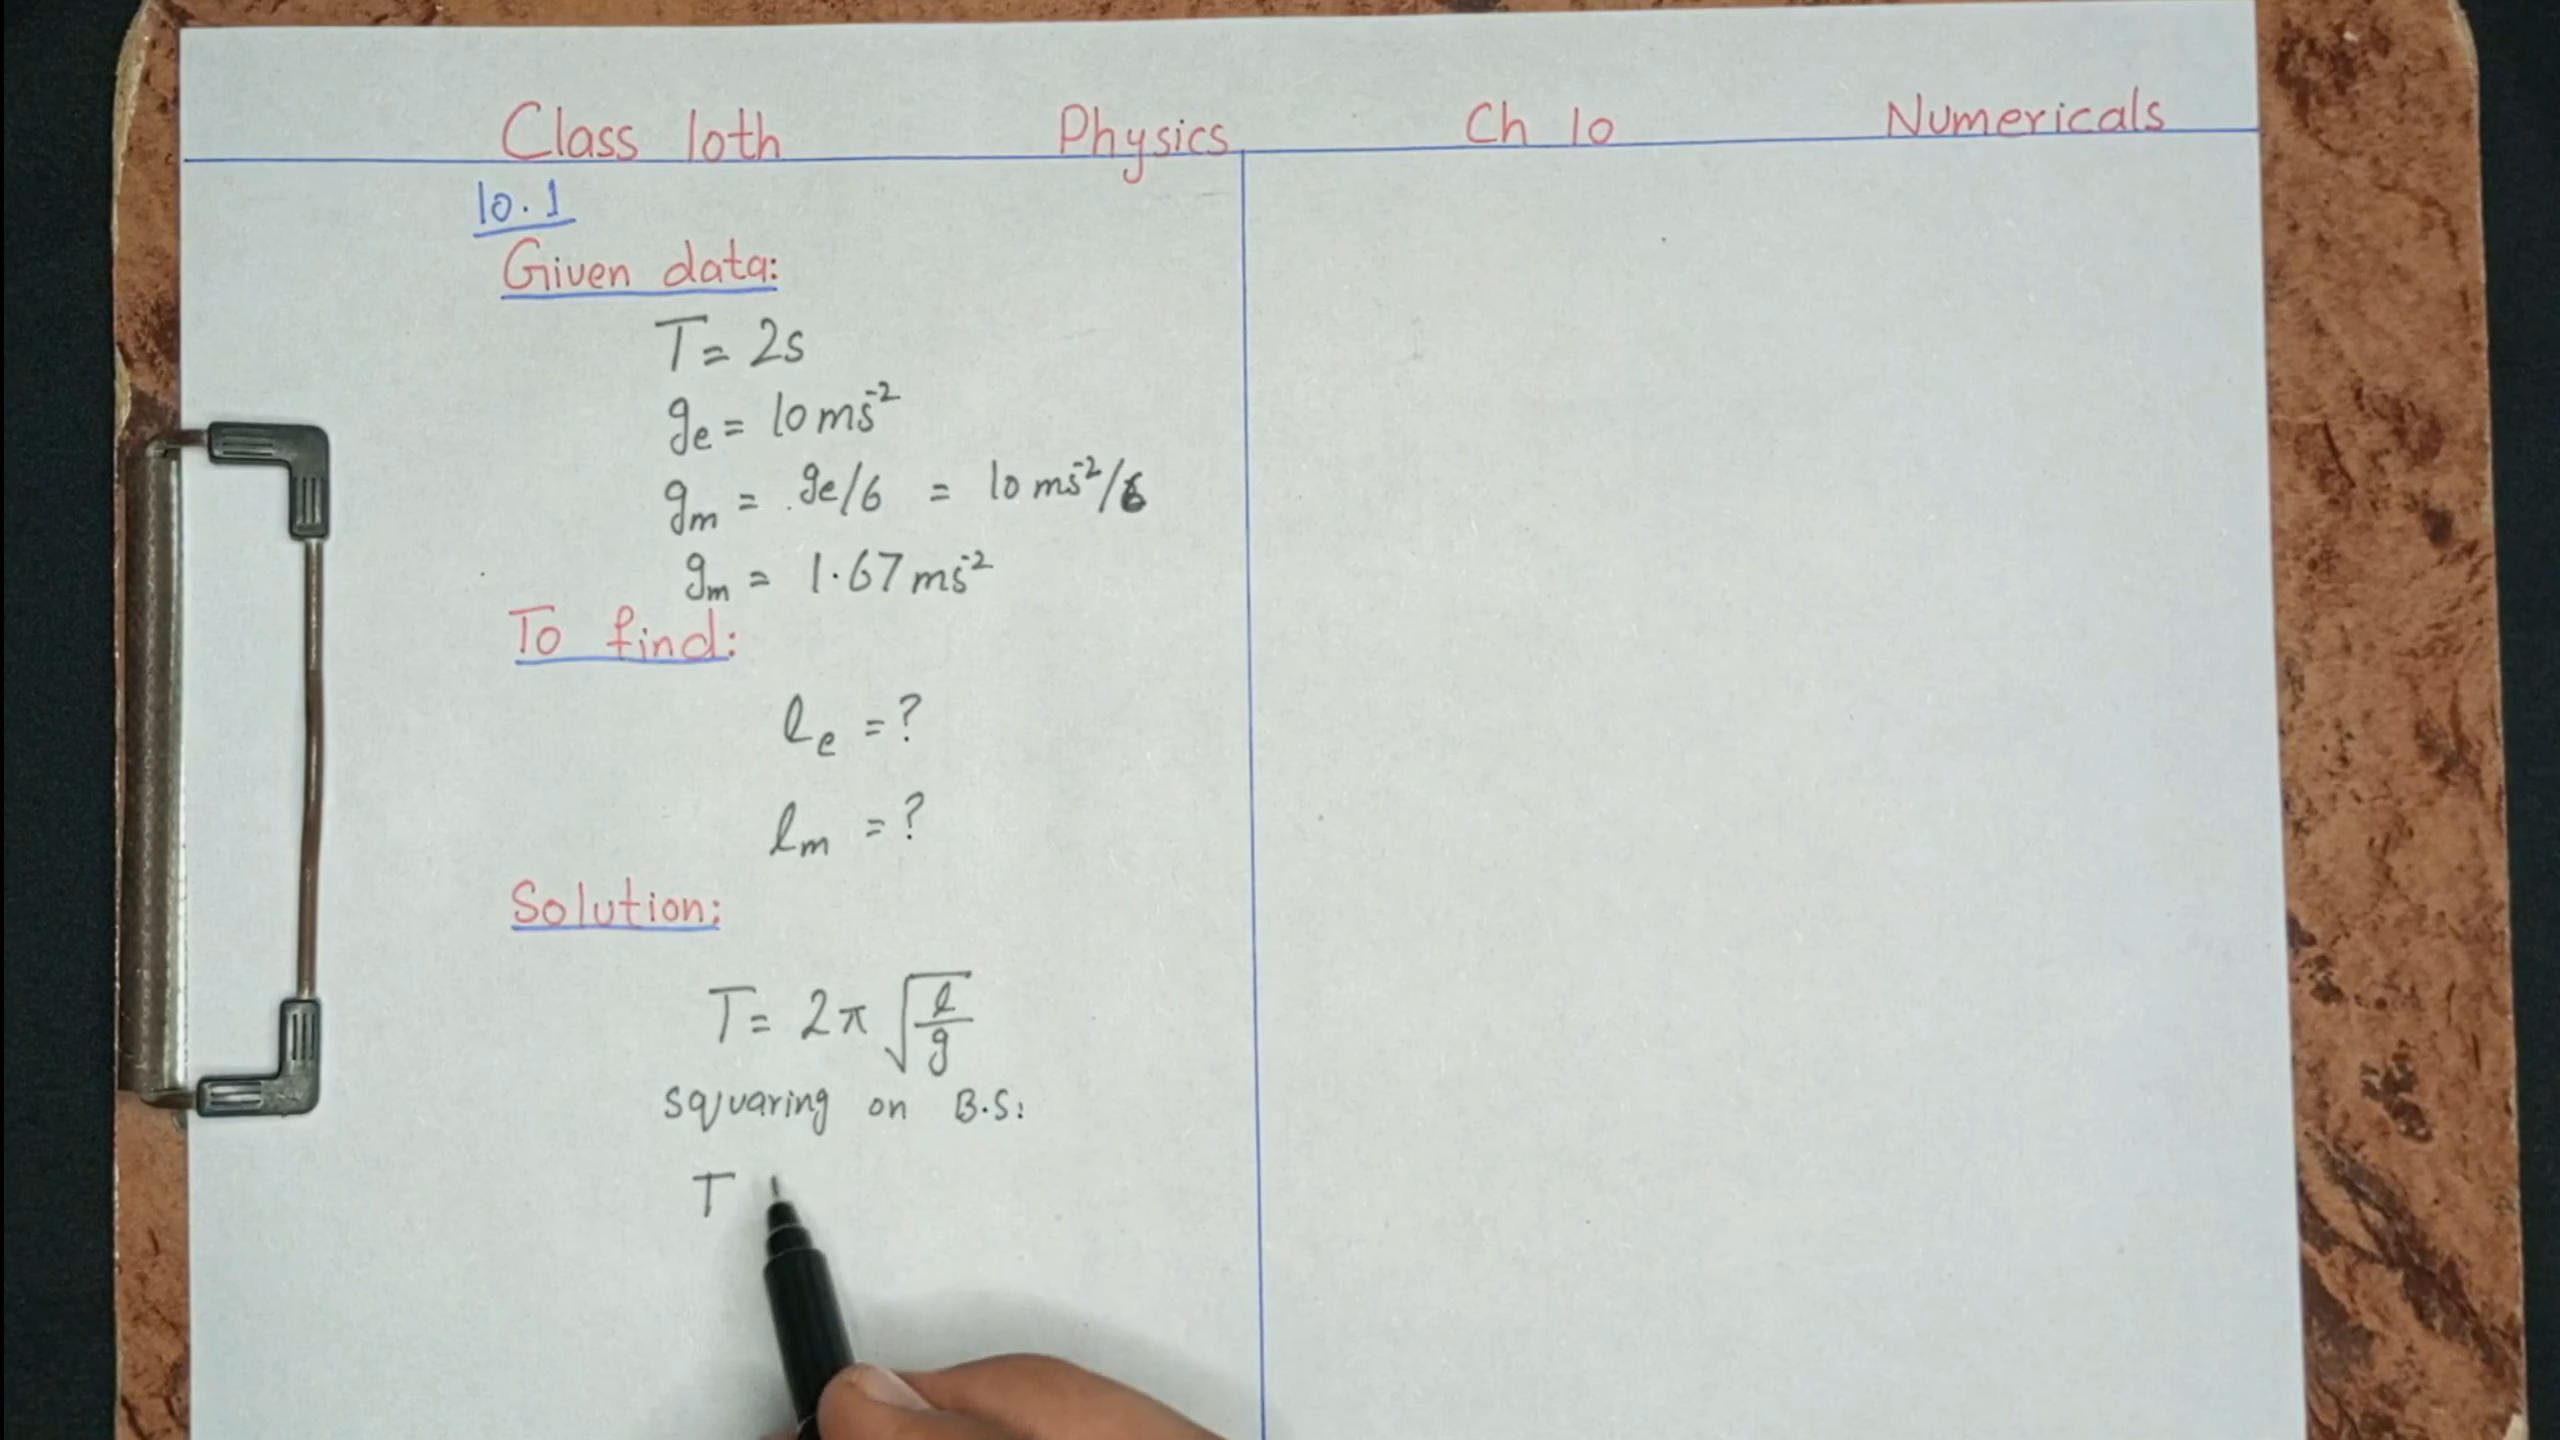 Class 10th Physics Ch 10 Numericals
10.1
Given data:
T = 2s
ge = 10 ms⁻²
gm = ge/6 = 10 ms⁻²/6
gm = 1.67 ms⁻²
To find:
le = ?
lm = ?
Solution:
T = 2π √(l/g)
squaring on B.S:
T